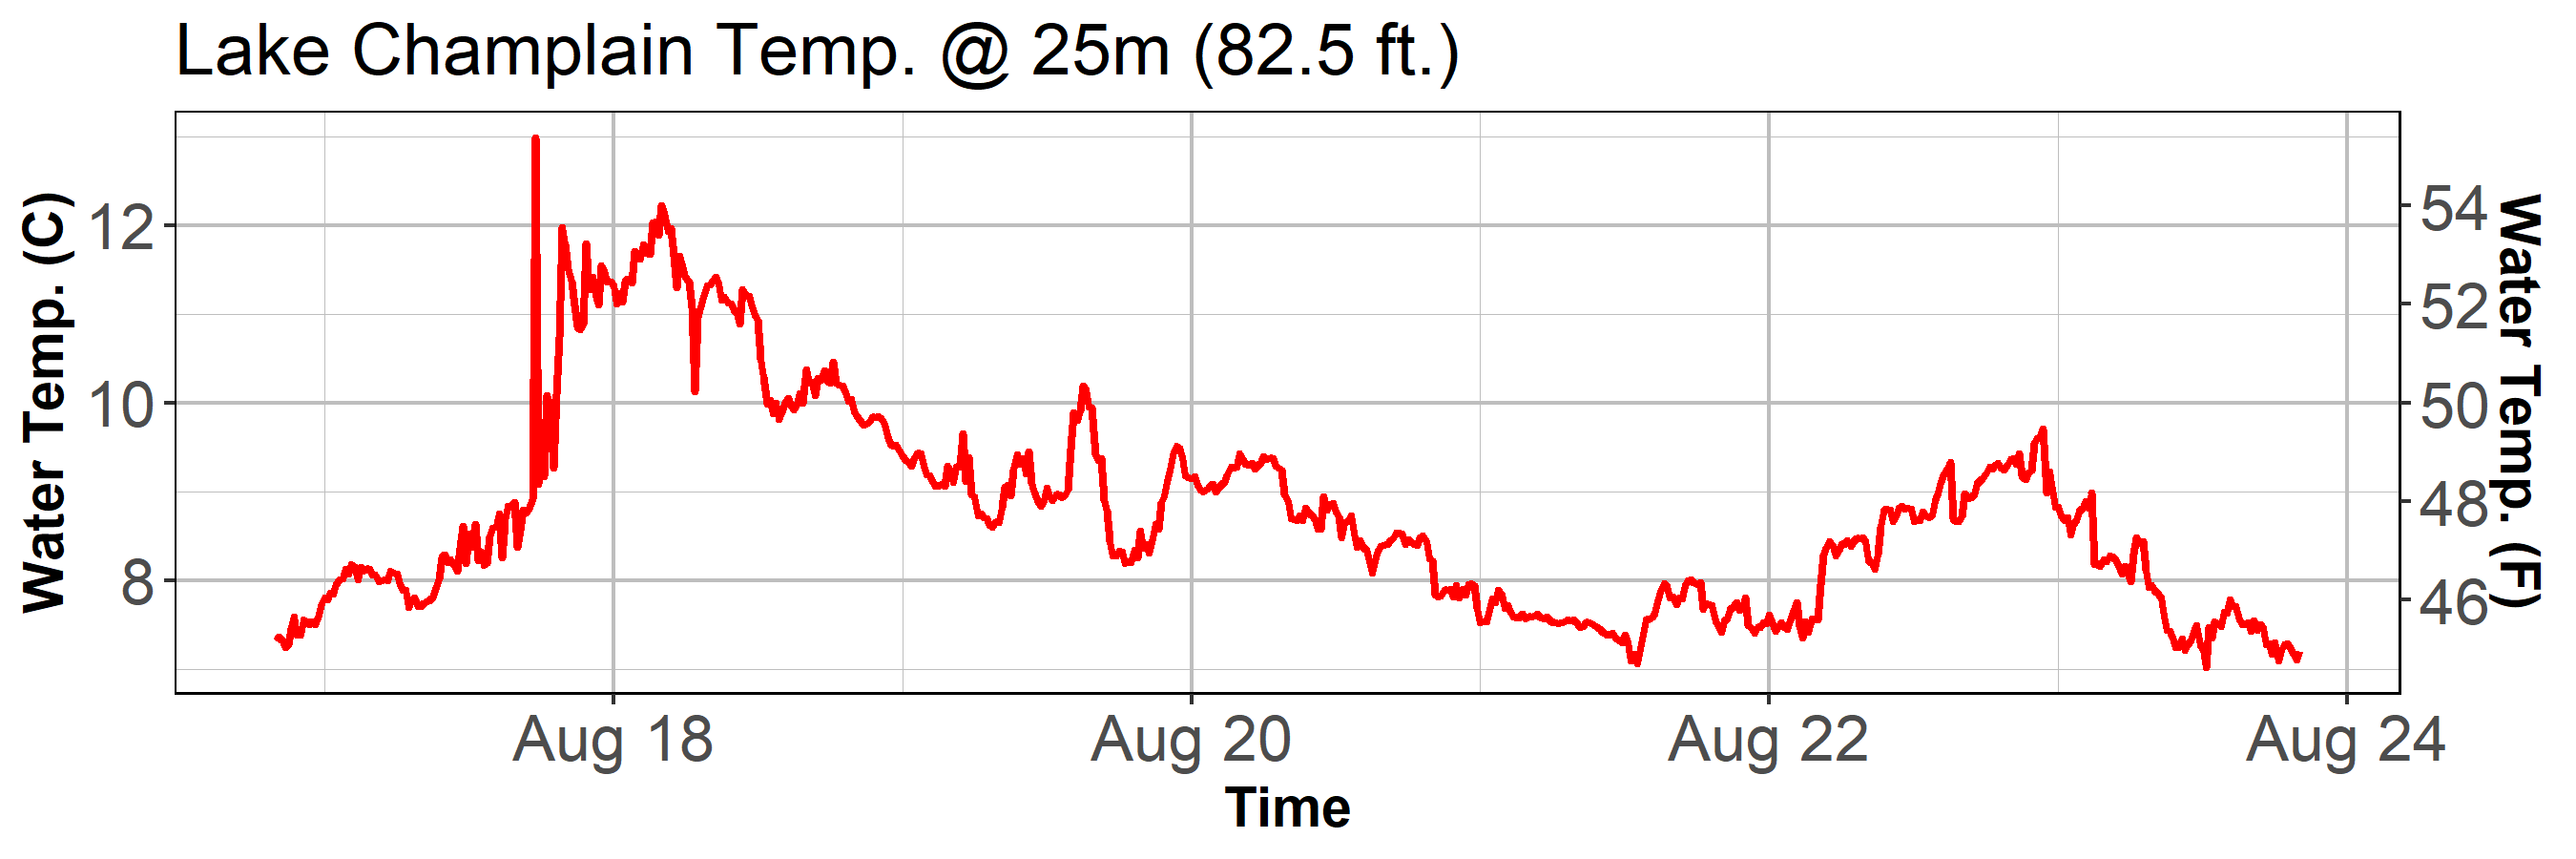 Lake Champlain Temp. @ 25m (82.5 ft.)
Water Temp. (C)
12
10
8
54
52
50
48
46
Water Temp. (F)
Aug 18
Aug 20
Aug 22
Aug 24
Time